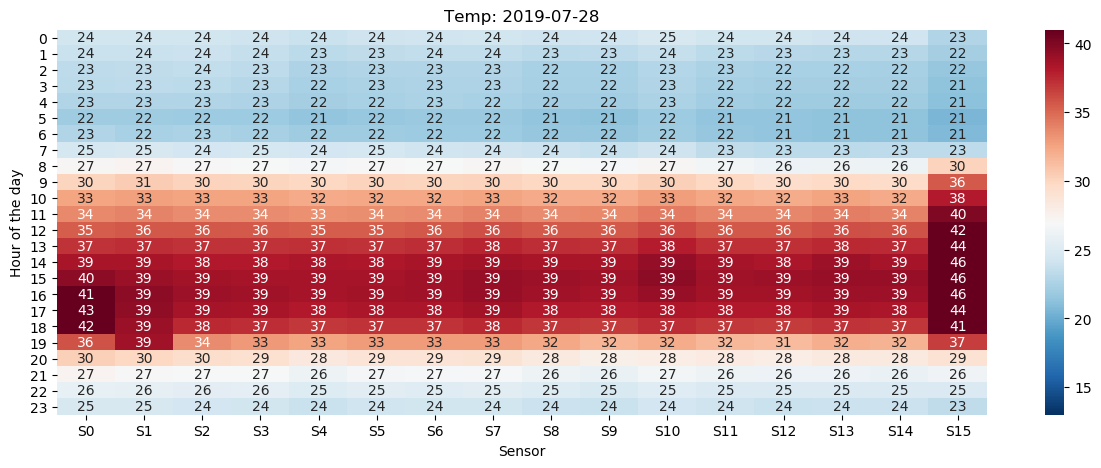 Temp: 2019-07-28
Hour of the day
0 24 24 24 24 24 24 24 24 24 24 25 24 24 24 24 23
1 24 24 24 24 23 23 24 24 23 23 24 23 23 23 23 22
2 23 23 24 23 23 23 23 23 22 22 23 23 22 22 22 22
3 23 23 23 23 22 22 23 23 22 22 23 22 22 22 22 21
4 23 23 23 23 22 22 23 22 22 22 23 22 22 22 22 21
5 22 22 22 22 21 22 22 22 21 21 22 21 21 21 21 21
6 23 22 23 22 22 22 22 22 22 22 22 22 21 21 21 21
7 25 25 24 25 24 25 24 24 24 24 24 23 23 23 23 23
8 27 27 27 27 27 27 27 27 27 27 27 27 26 26 26 30
9 30 31 30 30 30 30 30 30 30 30 30 30 30 30 30 36
10 33 33 33 33 32 32 32 33 32 32 33 32 32 33 32 38
11 34 34 34 34 33 34 34 34 34 34 34 34 34 34 34 40
12 35 36 36 36 35 35 36 36 36 36 36 36 36 36 36 42
13 37 37 37 37 37 37 37 38 37 37 38 37 37 38 37 44
14 39 39 38 38 38 38 39 39 39 39 39 39 38 39 39 46
15 40 39 39 39 39 39 39 39 39 39 39 39 39 39 39 46
16 41 39 39 39 39 39 39 39 39 39 39 39 39 39 39 46
17 43 39 39 39 38 38 38 39 38 38 38 38 38 39 38 44
18 42 39 38 37 37 37 37 38 37 37 37 37 37 37 37 41
19 36 39 34 33 33 33 33 33 32 32 32 32 31 32 32 37
20 30 30 30 29 28 29 29 29 28 28 28 28 28 28 28 29
21 27 27 27 27 26 27 27 27 26 26 27 26 26 26 26 26
22 26 26 26 26 25 25 25 25 25 25 25 25 25 25 25 25
23 25 25 24 24 24 24 24 24 24 24 24 24 24 24 24 23
S0 S1 S2 S3 S4 S5 S6 S7 S8 S9 S10 S11 S12 S13 S14 S15
Sensor
40
35
30
25
20
15